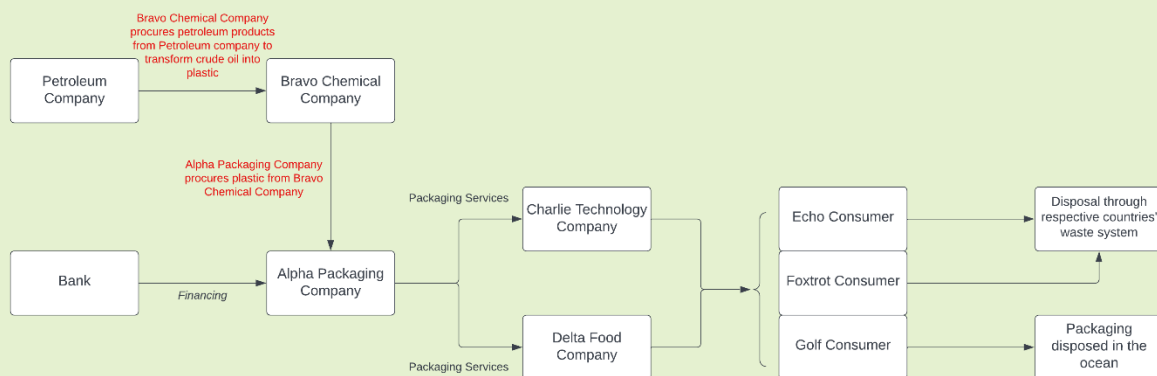 Bravo Chemical Company
procures petroleum products
from Petroleum company to
transform crude oil into
plastic
Petroleum
Company
Bravo Chemical
Company
Alpha Packaging Company
procures plastic from Bravo
Chemical Company
Bank
Financing
Alpha Packaging
Company
Packaging Services
Charlie Technology
Company
Delta Food
Company
Packaging Services
Echo Consumer
Foxtrot Consumer
Golf Consumer
Disposal through
respective countries'
waste system
Packaging
disposed in the
ocean